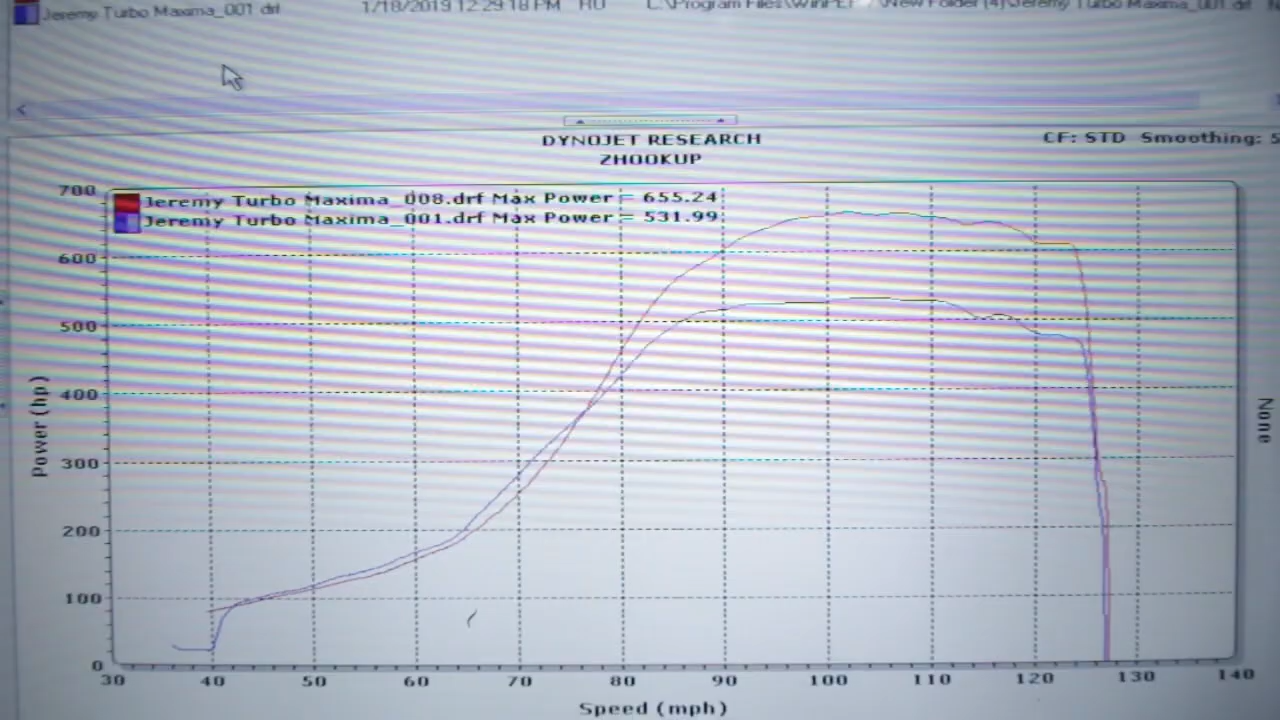 Jeremy Turbo Maxima_001 drf 1/18/2019 12:29:18 PM RU
DYNOJET RESEARCH
CF: STD Smoothing: 5
ZHOOKUP
Jeremy Turbo Maxima_008.drf Max Power = 655.24
Jeremy Turbo Maxima_001.drf Max Power = 531.99
700
600
500
400
300
200
100
0
Power (hp)
None
30 40 50 60 70 80 90 100 110 120 130 140
Speed (mph)